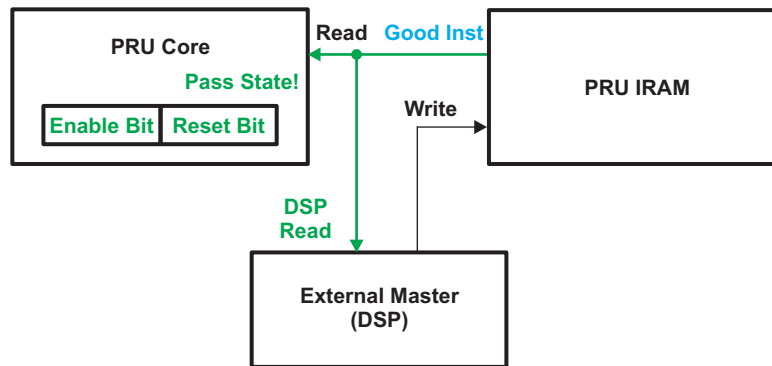 PRU Core
Read
Good Inst
Pass State!
PRU IRAM
Write
Enable Bit
Reset Bit
DSP
Read
External Master
(DSP)